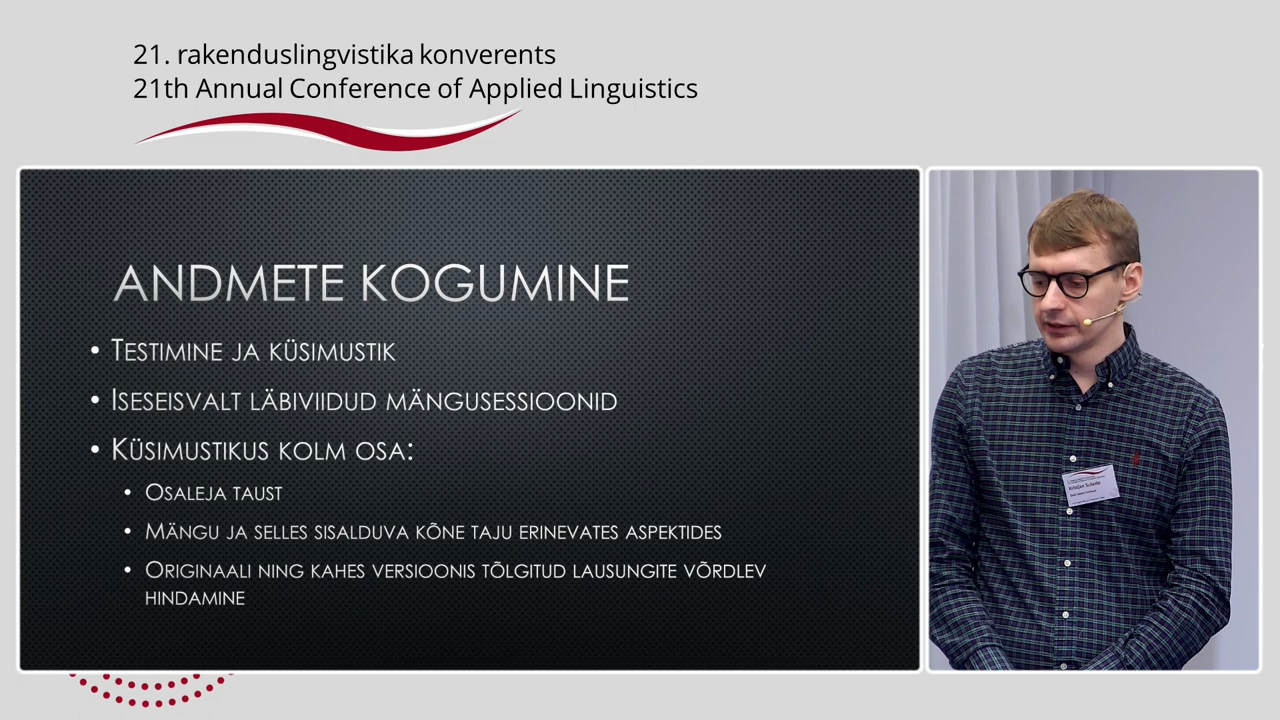 21. rakenduslingvistika konverents
21th Annual Conference of Applied Linguistics
ANDMETE KOGUMINE
• TESTIMINE JA KÜSIMUSTIK
• ISESEISVALT LÄBIVIIDUD MÄNGUSESSIOONID
• KÜSIMUSTIKUS KOLM OSA:
• OSALEJA TAUST
• MÄNGU JA SELLES SISALDUVA KÕNE TAJU ERINEVATES ASPEKTIDES
• ORIGINAALI NING KAHES VERSIOONIS TÕLGITUD LAUSUNGITE VÕRDLEV
HINDAMINE